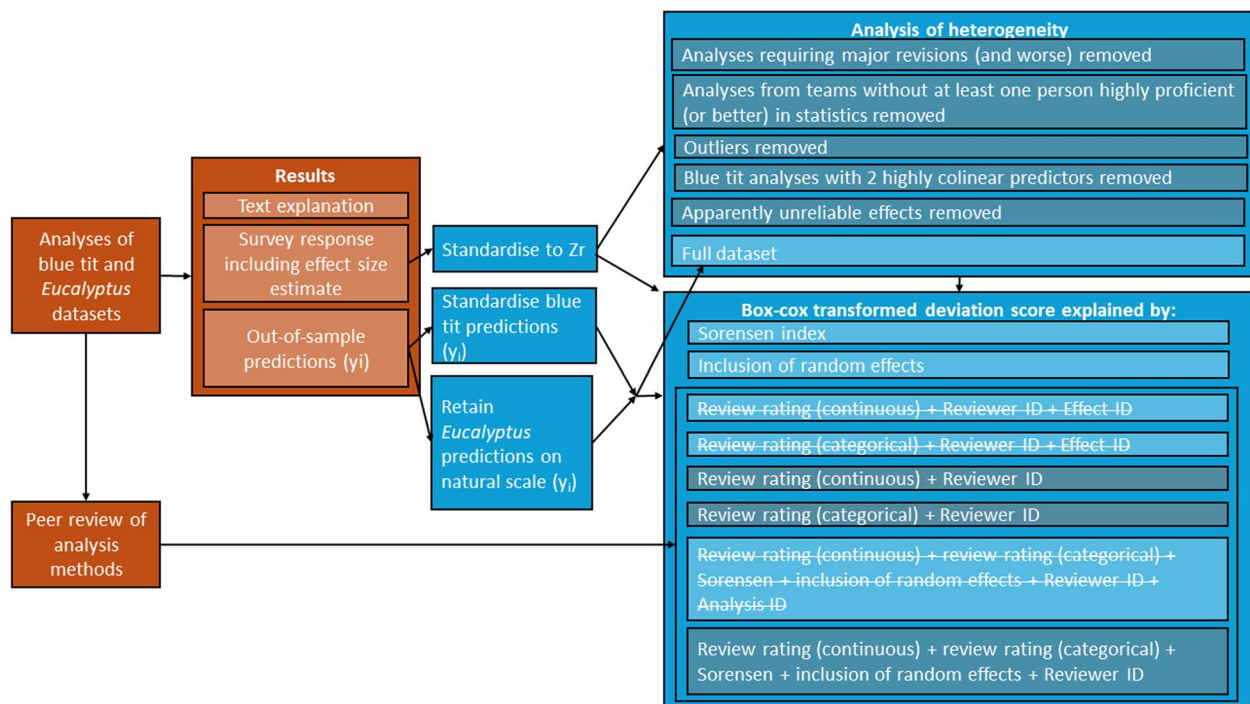 Analyses of
blue tit and
Eucalyptus
datasets
Peer review of
analysis
methods
Results
Text explanation
Survey response
including effect size
estimate
Out-of-sample
predictions (yi)
Standardise to Zr
Standardise blue
tit predictions
(yi)
Retain
Eucalyptus
predictions on
natural scale (yi)
Analysis of heterogeneity
Analyses requiring major revisions (and worse) removed
Analyses from teams without at least one person highly proficient
(or better) in statistics removed
Outliers removed
Blue tit analyses with 2 highly colinear predictors removed
Apparently unreliable effects removed
Full dataset
Box-cox transformed deviation score explained by:
Sorensen index
Inclusion of random effects
Review rating (continuous) + Reviewer ID + Effect ID
Review rating (categorical) + Reviewer ID + Effect ID
Review rating (continuous) + Reviewer ID
Review rating (categorical) + Reviewer ID
Review rating (continuous) + review rating (categorical) +
Sorensen + inclusion of random effects + Reviewer ID +
Analysis ID
Review rating (continuous) + review rating (categorical) +
Sorensen + inclusion of random effects + Reviewer ID